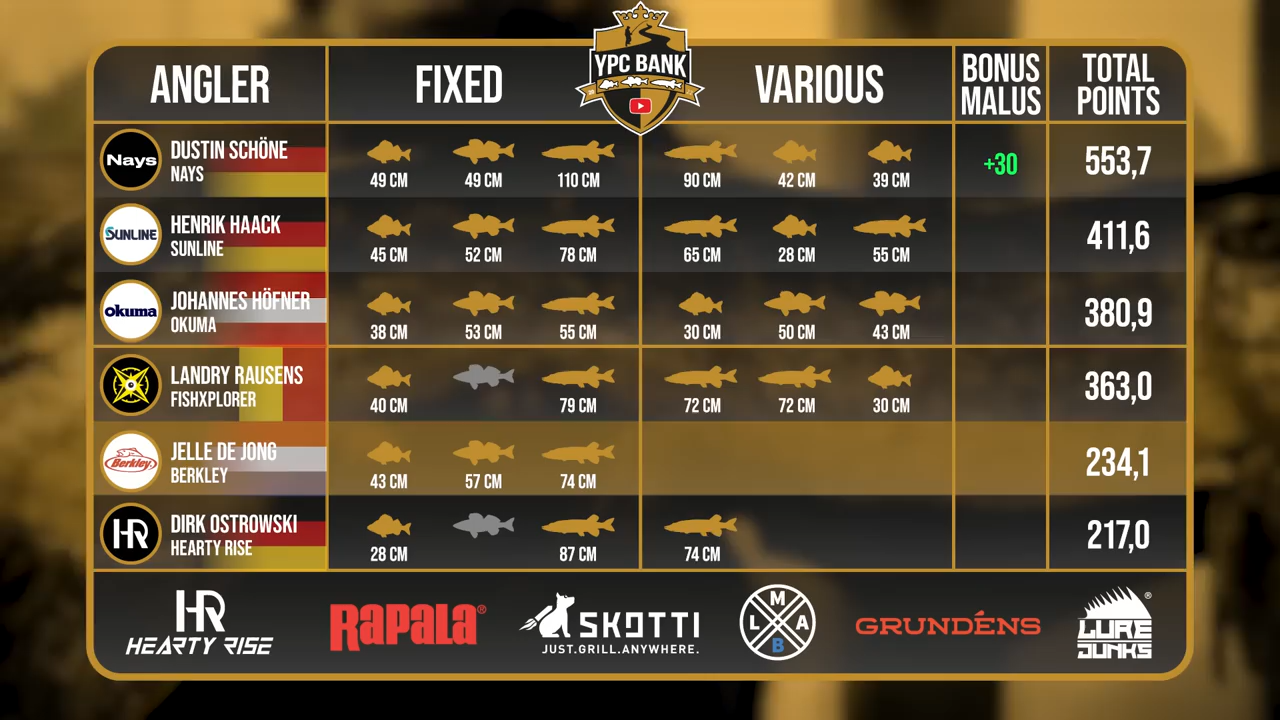 YPC BANK
ANGLER FIXED VARIOUS BONUS MALUS TOTAL POINTS
Nays DUSTIN SCHÖNE
NAYS
49 CM 49 CM 110 CM 90 CM 42 CM 39 CM +30 553,7
SUNLINE HENRIK HAACK
SUNLINE
45 CM 52 CM 78 CM 65 CM 28 CM 55 CM 411,6
okuma JOHANNES HÖFNER
OKUMA
38 CM 53 CM 55 CM 30 CM 50 CM 43 CM 380,9
LANDRY RAUSENS
FISHXPLORER
40 CM 79 CM 72 CM 72 CM 30 CM 363,0
Berkley JELLE DE JONG
BERKLEY
43 CM 57 CM 74 CM 234,1
HR DIRK OSTROWSKI
HEARTY RISE
28 CM 87 CM 74 CM 217,0
HR
HEARTY RISE
RAPALA®
SKOTTI
JUST.GRILL.ANYWHERE.
L M A B
GRUNDÉNS
LURE
JUNKS®